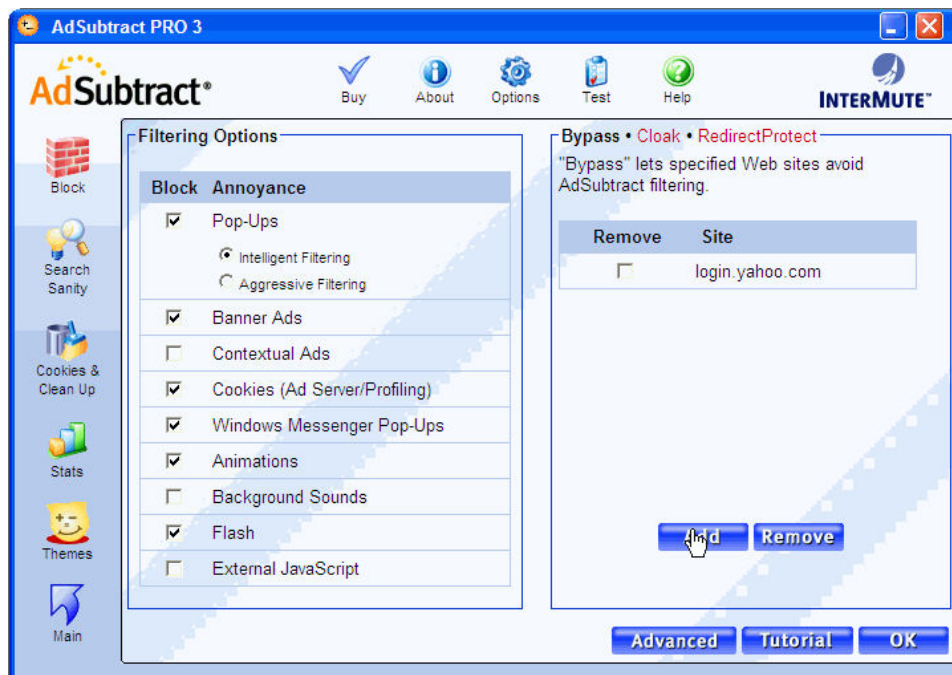 AdSubtract PRO 3
AdSubtract®
Buy
About
Options
Test
Help
INTERMUTE™
Block
Search
Sanity
Cookies &
Clean Up
Stats
Themes
Main
Filtering Options
Block Annoyance
Pop-Ups
Intelligent Filtering
Aggressive Filtering
Banner Ads
Contextual Ads
Cookies (Ad Server/Profiling)
Windows Messenger Pop-Ups
Animations
Background Sounds
Flash
External JavaScript
Bypass • Cloak • RedirectProtect
"Bypass" lets specified Web sites avoid
AdSubtract filtering.
Remove Site
login.yahoo.com
Add Remove
Advanced Tutorial OK